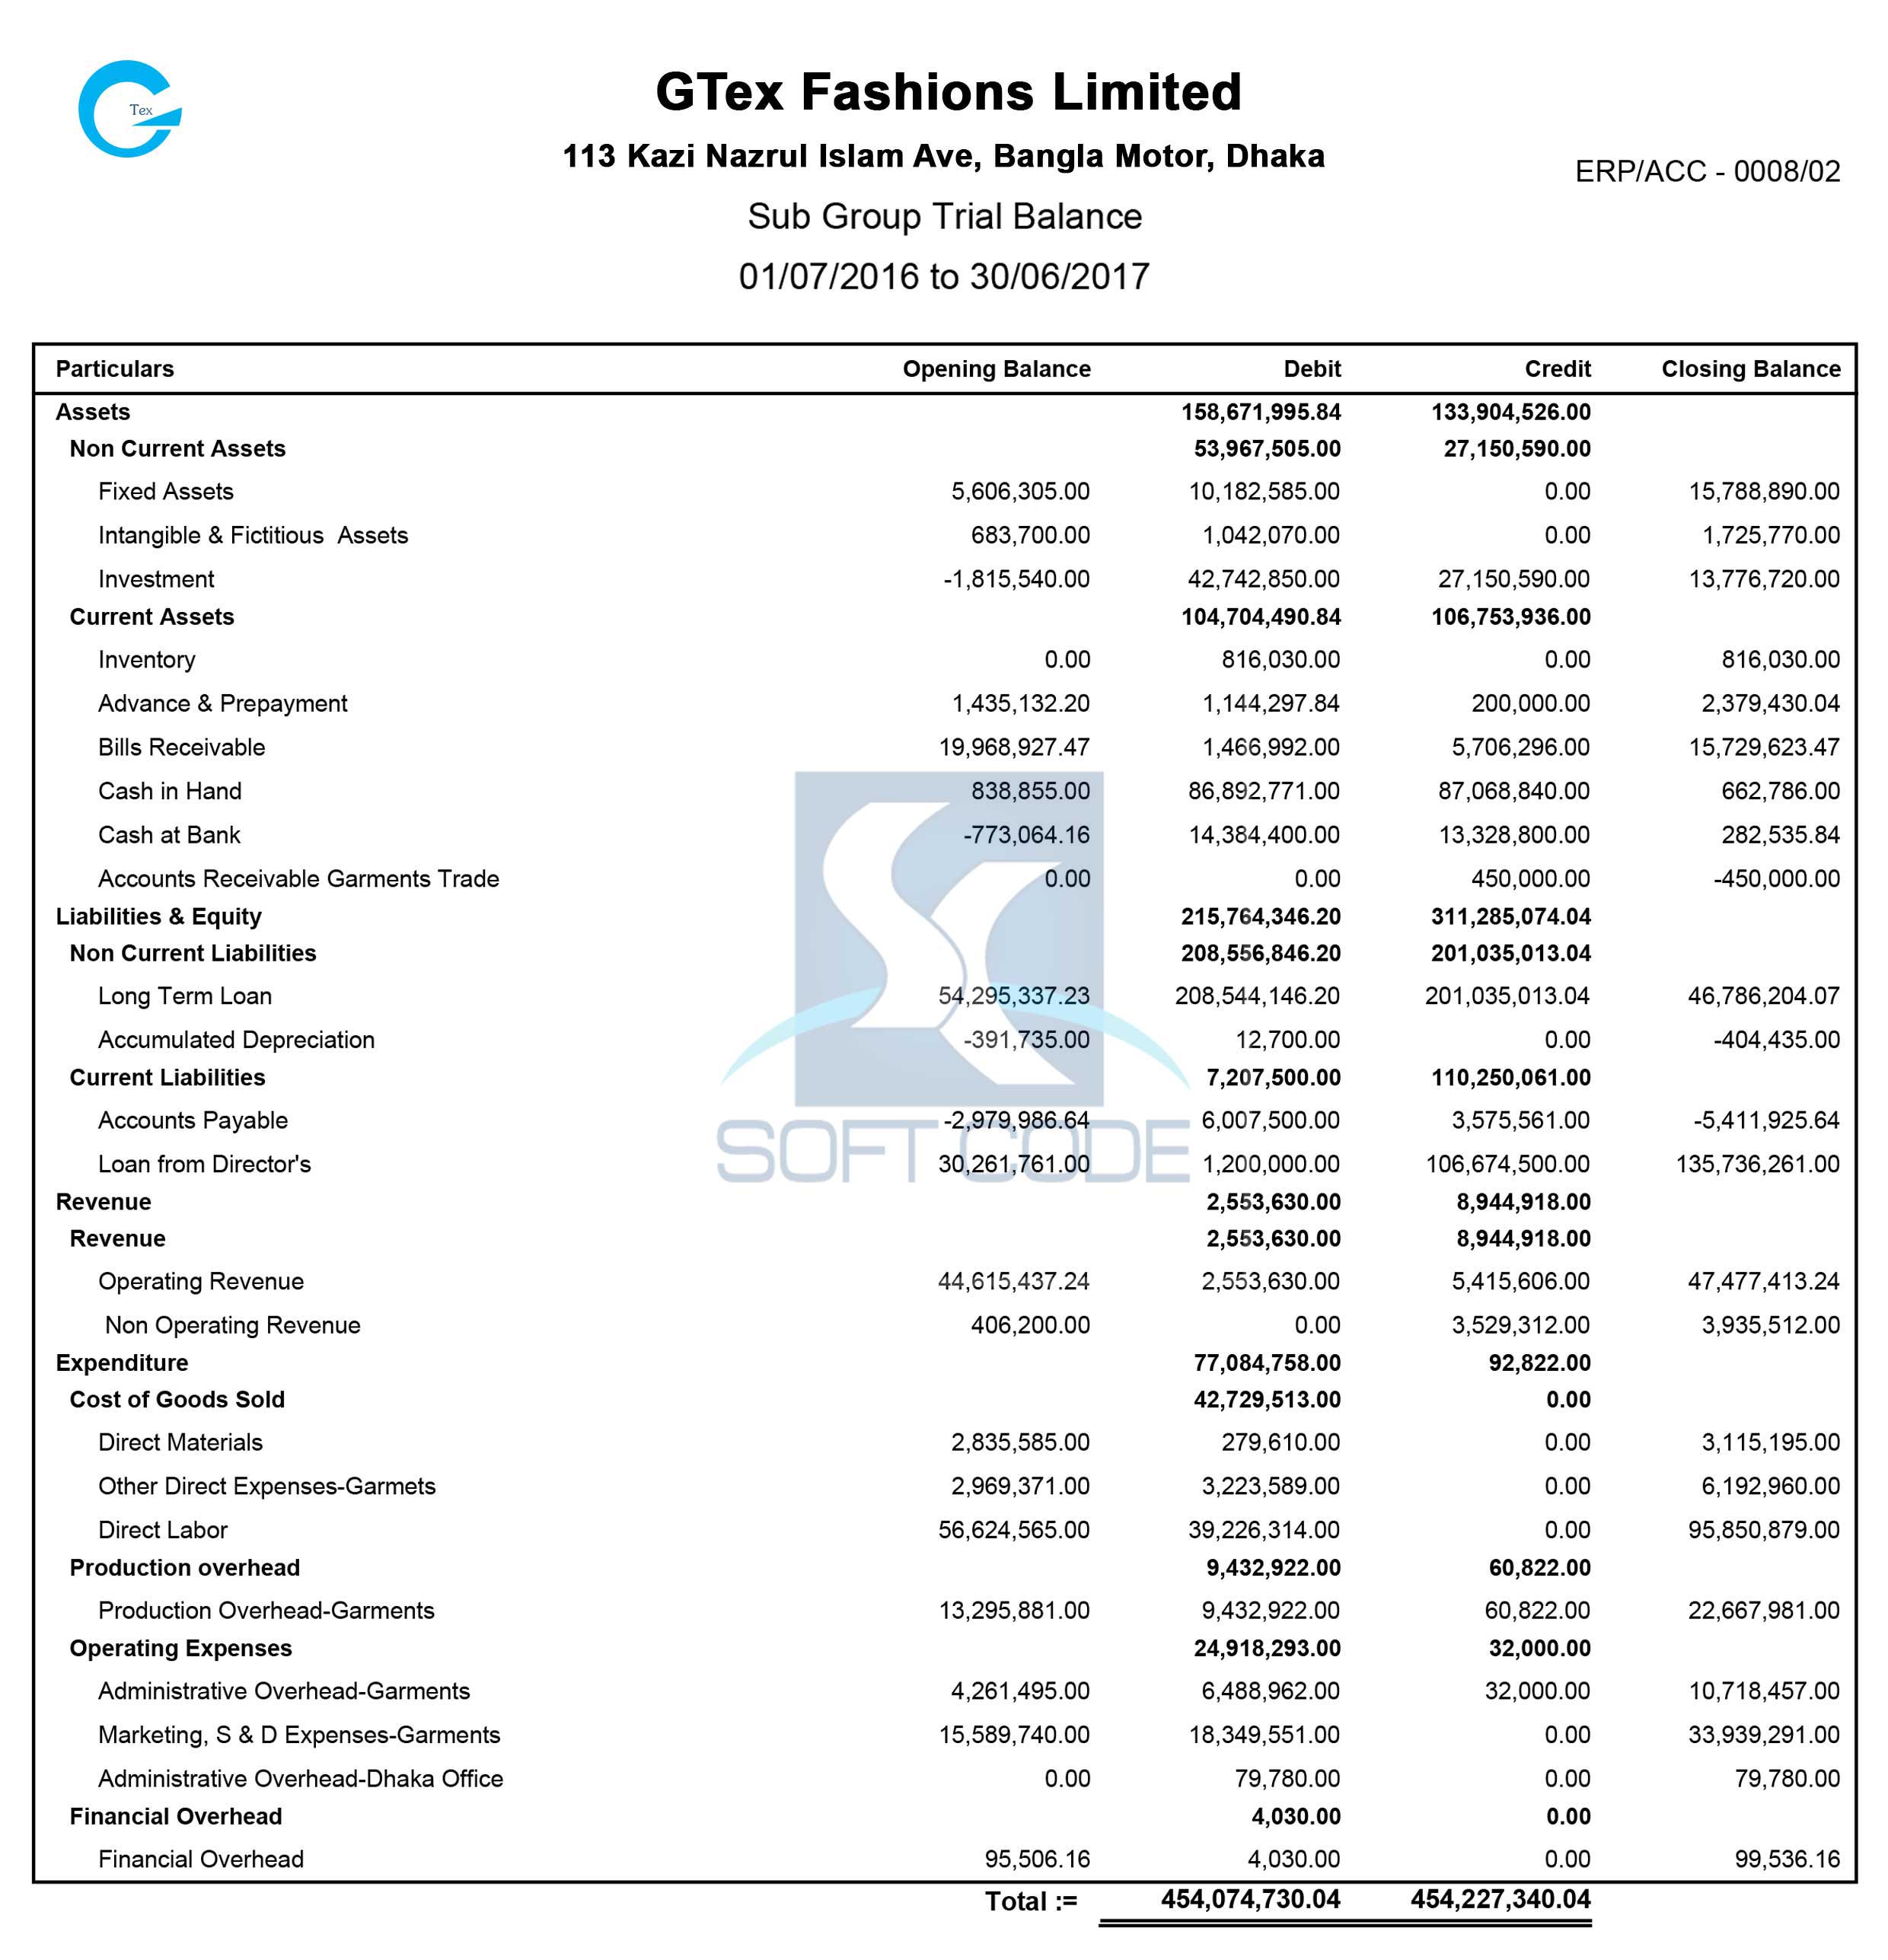 Tex
GTex Fashions Limited
113 Kazi Nazrul Islam Ave, Bangla Motor, Dhaka
ERP/ACC - 0008/02
Sub Group Trial Balance
01/07/2016 to 30/06/2017
Particulars Opening Balance Debit Credit Closing Balance
Assets 158,671,995.84 133,904,526.00
Non Current Assets 53,967,505.00 27,150,590.00
Fixed Assets 5,606,305.00 10,182,585.00 0.00 15,788,890.00
Intangible & Fictitious Assets 683,700.00 1,042,070.00 0.00 1,725,770.00
Investment -1,815,540.00 42,742,850.00 27,150,590.00 13,776,720.00
Current Assets 104,704,490.84 106,753,936.00
Inventory 0.00 816,030.00 0.00 816,030.00
Advance & Prepayment 1,435,132.20 1,144,297.84 200,000.00 2,379,430.04
Bills Receivable 19,968,927.47 1,466,992.00 5,706,296.00 15,729,623.47
Cash in Hand 838,855.00 86,892,771.00 87,068,840.00 662,786.00
Cash at Bank -773,064.16 14,384,400.00 13,328,800.00 282,535.84
Accounts Receivable Garments Trade 0.00 0.00 450,000.00 -450,000.00
Liabilities & Equity 215,764,346.20 311,285,074.04
Non Current Liabilities 208,556,846.20 201,035,013.04
Long Term Loan 54,295,337.23 208,544,146.20 201,035,013.04 46,786,204.07
Accumulated Depreciation -391,735.00 12,700.00 0.00 -404,435.00
Current Liabilities 7,207,500.00 110,250,061.00
Accounts Payable -2,979,986.64 6,007,500.00 3,575,561.00 -5,411,925.64
SOFT CODE
Loan from Director's 30,261,761.00 1,200,000.00 106,674,500.00 135,736,261.00
Revenue 2,553,630.00 8,944,918.00
Revenue 2,553,630.00 8,944,918.00
Operating Revenue 44,615,437.24 2,553,630.00 5,415,606.00 47,477,413.24
Non Operating Revenue 406,200.00 0.00 3,529,312.00 3,935,512.00
Expenditure 77,084,758.00 92,822.00
Cost of Goods Sold 42,729,513.00 0.00
Direct Materials 2,835,585.00 279,610.00 0.00 3,115,195.00
Other Direct Expenses-Garmets 2,969,371.00 3,223,589.00 0.00 6,192,960.00
Direct Labor 56,624,565.00 39,226,314.00 0.00 95,850,879.00
Production overhead 9,432,922.00 60,822.00
Production Overhead-Garments 13,295,881.00 9,432,922.00 60,822.00 22,667,981.00
Operating Expenses 24,918,293.00 32,000.00
Administrative Overhead-Garments 4,261,495.00 6,488,962.00 32,000.00 10,718,457.00
Marketing, S & D Expenses-Garments 15,589,740.00 18,349,551.00 0.00 33,939,291.00
Administrative Overhead-Dhaka Office 0.00 79,780.00 0.00 79,780.00
Financial Overhead 4,030.00 0.00
Financial Overhead 95,506.16 4,030.00 0.00 99,536.16
Total := 454,074,730.04 454,227,340.04